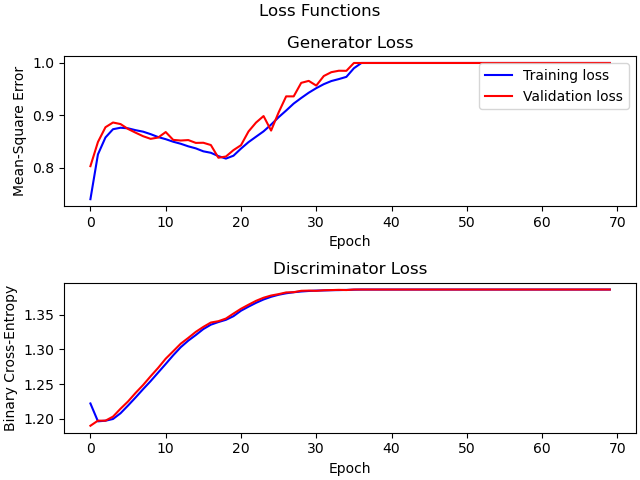 Loss Functions
Generator Loss
Mean-Square Error
1.0
0.9
0.8
Training loss
Validation loss
0 10 20 30 40 50 60 70
Epoch
Discriminator Loss
Binary Cross-Entropy
1.35
1.30
1.25
1.20
0 10 20 30 40 50 60 70
Epoch